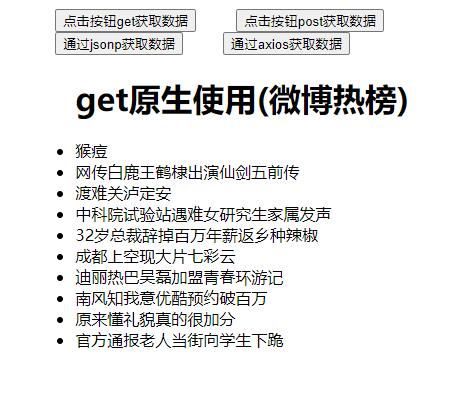 点击按钮get获取数据 点击按钮post获取数据
通过jsonp获取数据 通过axios获取数据
get原生使用(微博热榜)
猴痘
网传白鹿王鹤棣出演仙剑五前传
渡难关泸定安
中科院试验站遇难女研究生家属发声
32岁总裁辞掉百万年薪返乡种辣椒
成都上空现大片七彩云
迪丽热巴吴磊加盟青春环游记
南风知我意优酷预约破百万
原来懂礼貌真的很加分
官方通报老人当街向学生下跪